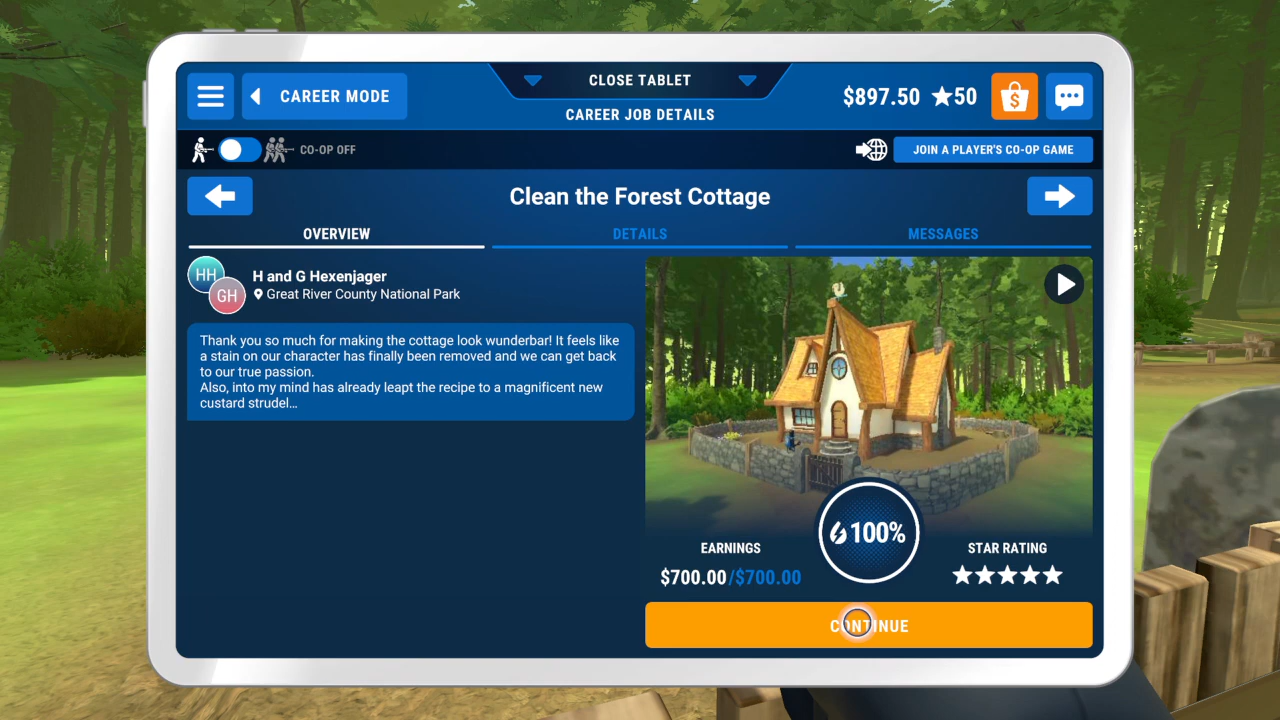 CLOSE TABLET
CAREER MODE
$897.50 ★50
$
CAREER JOB DETAILS
CO-OP OFF
JOIN A PLAYER'S CO-OP GAME
Clean the Forest Cottage
OVERVIEW
DETAILS
MESSAGES
HH
GH
H and G Hexenjager
Great River County National Park
Thank you so much for making the cottage look wunderbar! It feels like
a stain on our character has finally been removed and we can get back
to our true passion.
Also, into my mind has already leapt the recipe to a magnificent new
custard strudel...
100%
EARNINGS
$700.00/$700.00
STAR RATING
★★★★★
CONTINUE